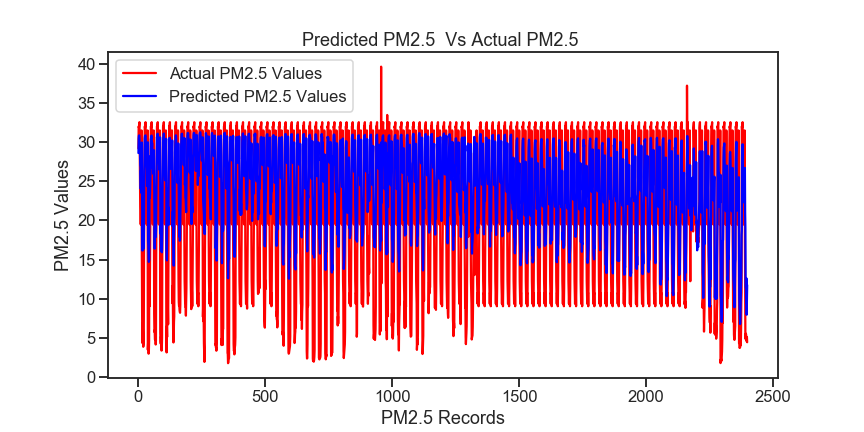 Predicted PM2.5  Vs Actual PM2.5
Actual PM2.5 Values
Predicted PM2.5 Values
PM2.5 Values
40
35
30
25
20
15
10
5
0
0 500 1000 1500 2000 2500
PM2.5 Records